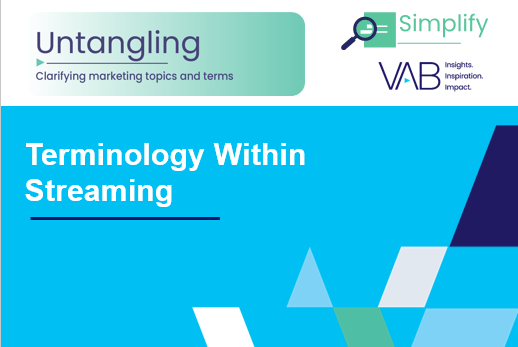 Untangling
Clarifying marketing topics and terms
Simplify
VAB
Insights.
Inspiration.
Impact.
Terminology Within
Streaming